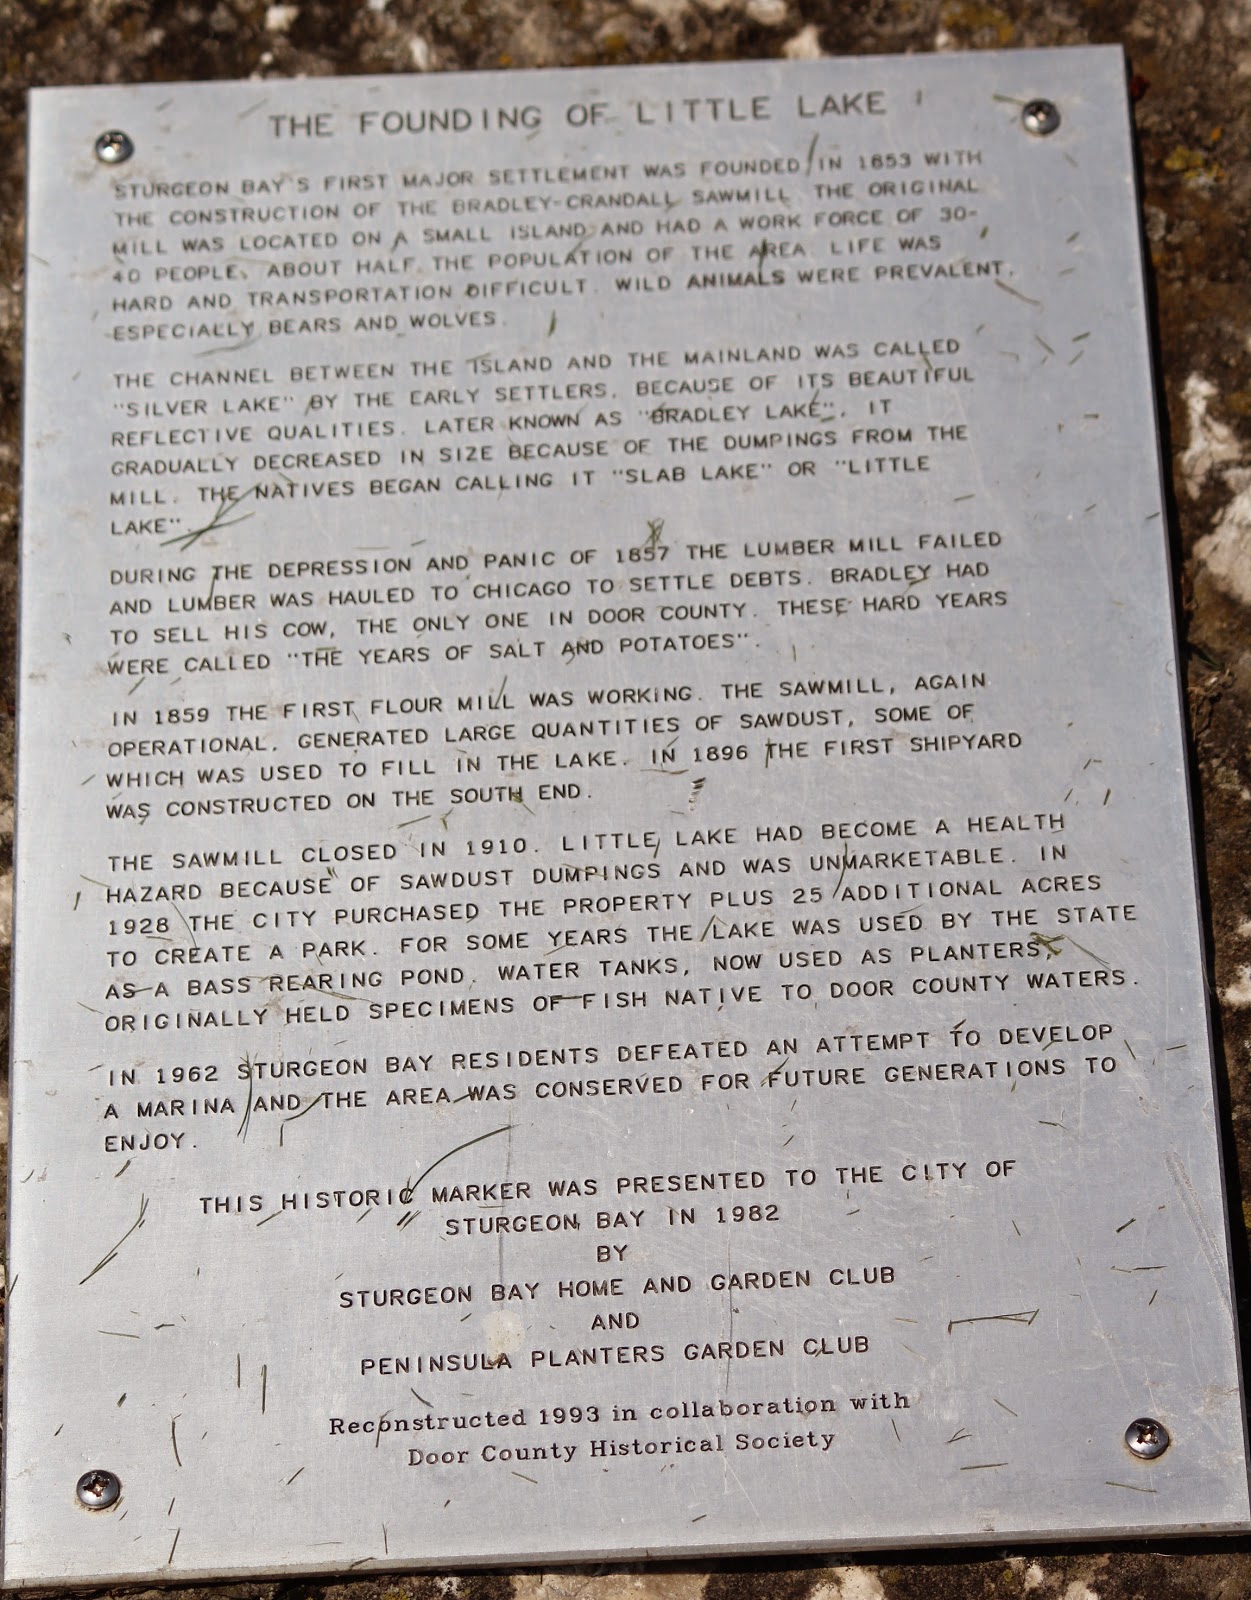 THE FOUNDING OF LITTLE LAKE
STURGEON BAY'S FIRST MAJOR SETTLEMENT WAS FOUNDED IN 1853 WITH
THE CONSTRUCTION OF THE BRADLEY-CRANDALL SAWMILL. THE ORIGINAL
MILL WAS LOCATED ON A SMALL ISLAND AND HAD A WORK FORCE OF 30-
40 PEOPLE, ABOUT HALF THE POPULATION OF THE AREA. LIFE WAS
HARD AND TRANSPORTATION DIFFICULT. WILD ANIMALS WERE PREVALENT,
ESPECIALLY BEARS AND WOLVES.
THE CHANNEL BETWEEN THE ISLAND AND THE MAINLAND WAS CALLED
"SILVER LAKE" BY THE EARLY SETTLERS, BECAUSE OF ITS BEAUTIFUL
REFLECTIVE QUALITIES. LATER KNOWN AS "BRADLEY LAKE", IT
GRADUALLY DECREASED IN SIZE BECAUSE OF THE DUMPINGS FROM THE
MILL. THE NATIVES BEGAN CALLING IT "SLAB LAKE" OR "LITTLE
LAKE".
DURING THE DEPRESSION AND PANIC OF 1857 THE LUMBER MILL FAILED
AND LUMBER WAS HAULED TO CHICAGO TO SETTLE DEBTS. BRADLEY HAD
TO SELL HIS COW, THE ONLY ONE IN DOOR COUNTY. THESE HARD YEARS
WERE CALLED "THE YEARS OF SALT AND POTATOES".
IN 1859 THE FIRST FLOUR MILL WAS WORKING. THE SAWMILL, AGAIN
OPERATIONAL, GENERATED LARGE QUANTITIES OF SAWDUST, SOME OF
WHICH WAS USED TO FILL IN THE LAKE. IN 1896 THE FIRST SHIPYARD
WAS CONSTRUCTED ON THE SOUTH END.
THE SAWMILL CLOSED IN 1910. LITTLE LAKE HAD BECOME A HEALTH
HAZARD BECAUSE OF SAWDUST DUMPINGS AND WAS UNMARKETABLE. IN
1928 THE CITY PURCHASED THE PROPERTY PLUS 25 ADDITIONAL ACRES
TO CREATE A PARK. FOR SOME YEARS THE LAKE WAS USED BY THE STATE
AS A BASS REARING POND. WATER TANKS, NOW USED AS PLANTERS,
ORIGINALLY HELD SPECIMENS OF FISH NATIVE TO DOOR COUNTY WATERS.
IN 1962 STURGEON BAY RESIDENTS DEFEATED AN ATTEMPT TO DEVELOP
A MARINA AND THE AREA WAS CONSERVED FOR FUTURE GENERATIONS TO
ENJOY.
THIS HISTORIC MARKER WAS PRESENTED TO THE CITY OF
STURGEON BAY IN 1982
BY
STURGEON BAY HOME AND GARDEN CLUB
AND
PENINSULA PLANTERS GARDEN CLUB
Reconstructed 1993 in collaboration with
Door County Historical Society